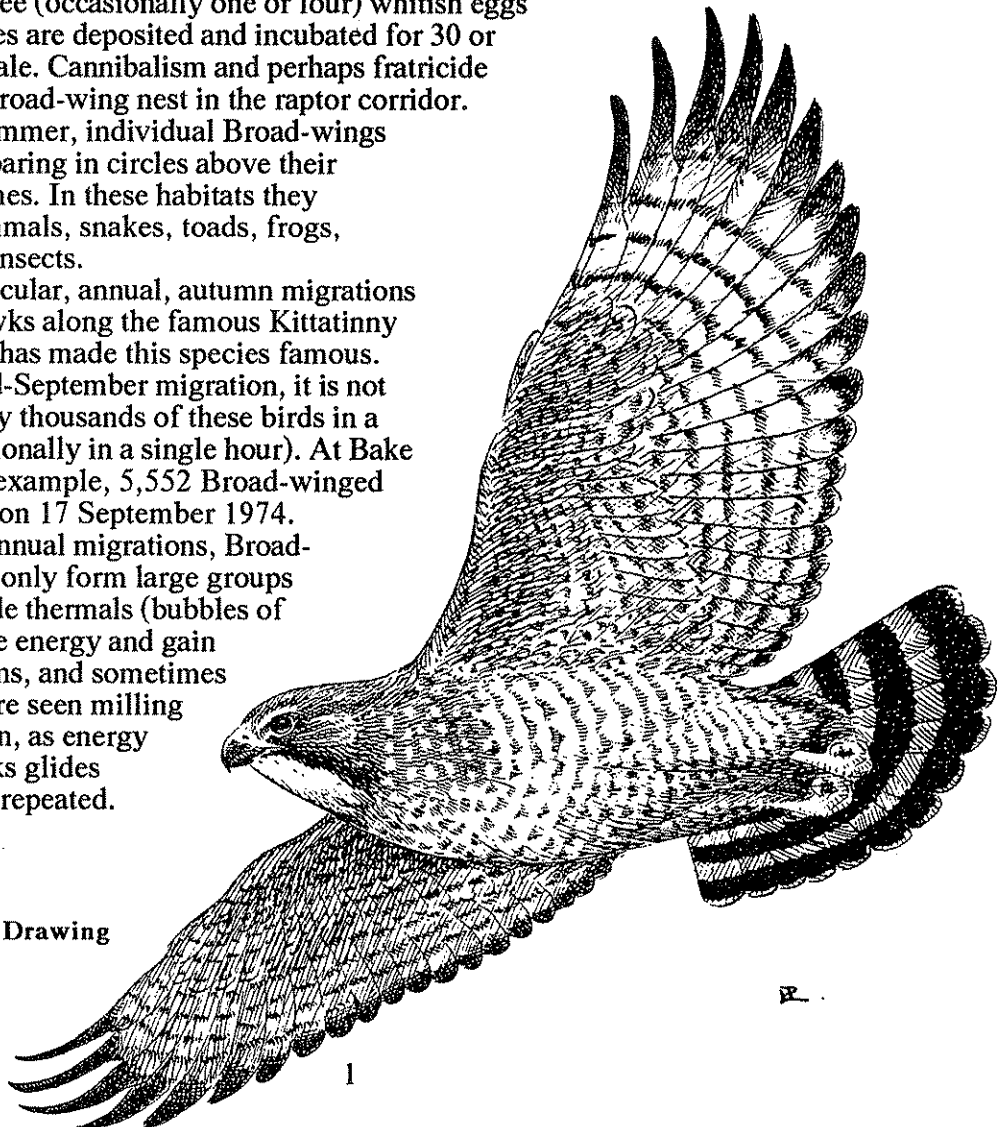 ee (occasionally one or four) whitish eggs
es are deposited and incubated for 30 or
ale. Cannibalism and perhaps fratricide
road-wing nest in the raptor corridor.
mmer, individual Broad-wings
oaring in circles above their
nes. In these habitats they
mals, snakes, toads, frogs,
nsects.
cular, annual, autumn migrations
wks along the famous Kittatinny
has made this species famous.
d-September migration, it is not
y thousands of these birds in a
ionally in a single hour). At Bake
example, 5,552 Broad-winged
on 17 September 1974.
nnual migrations, Broad-
only form large groups
de thermals (bubbles of
e energy and gain
ns, and sometimes
re seen milling
n, as energy
ks glides
repeated.
Drawing
1